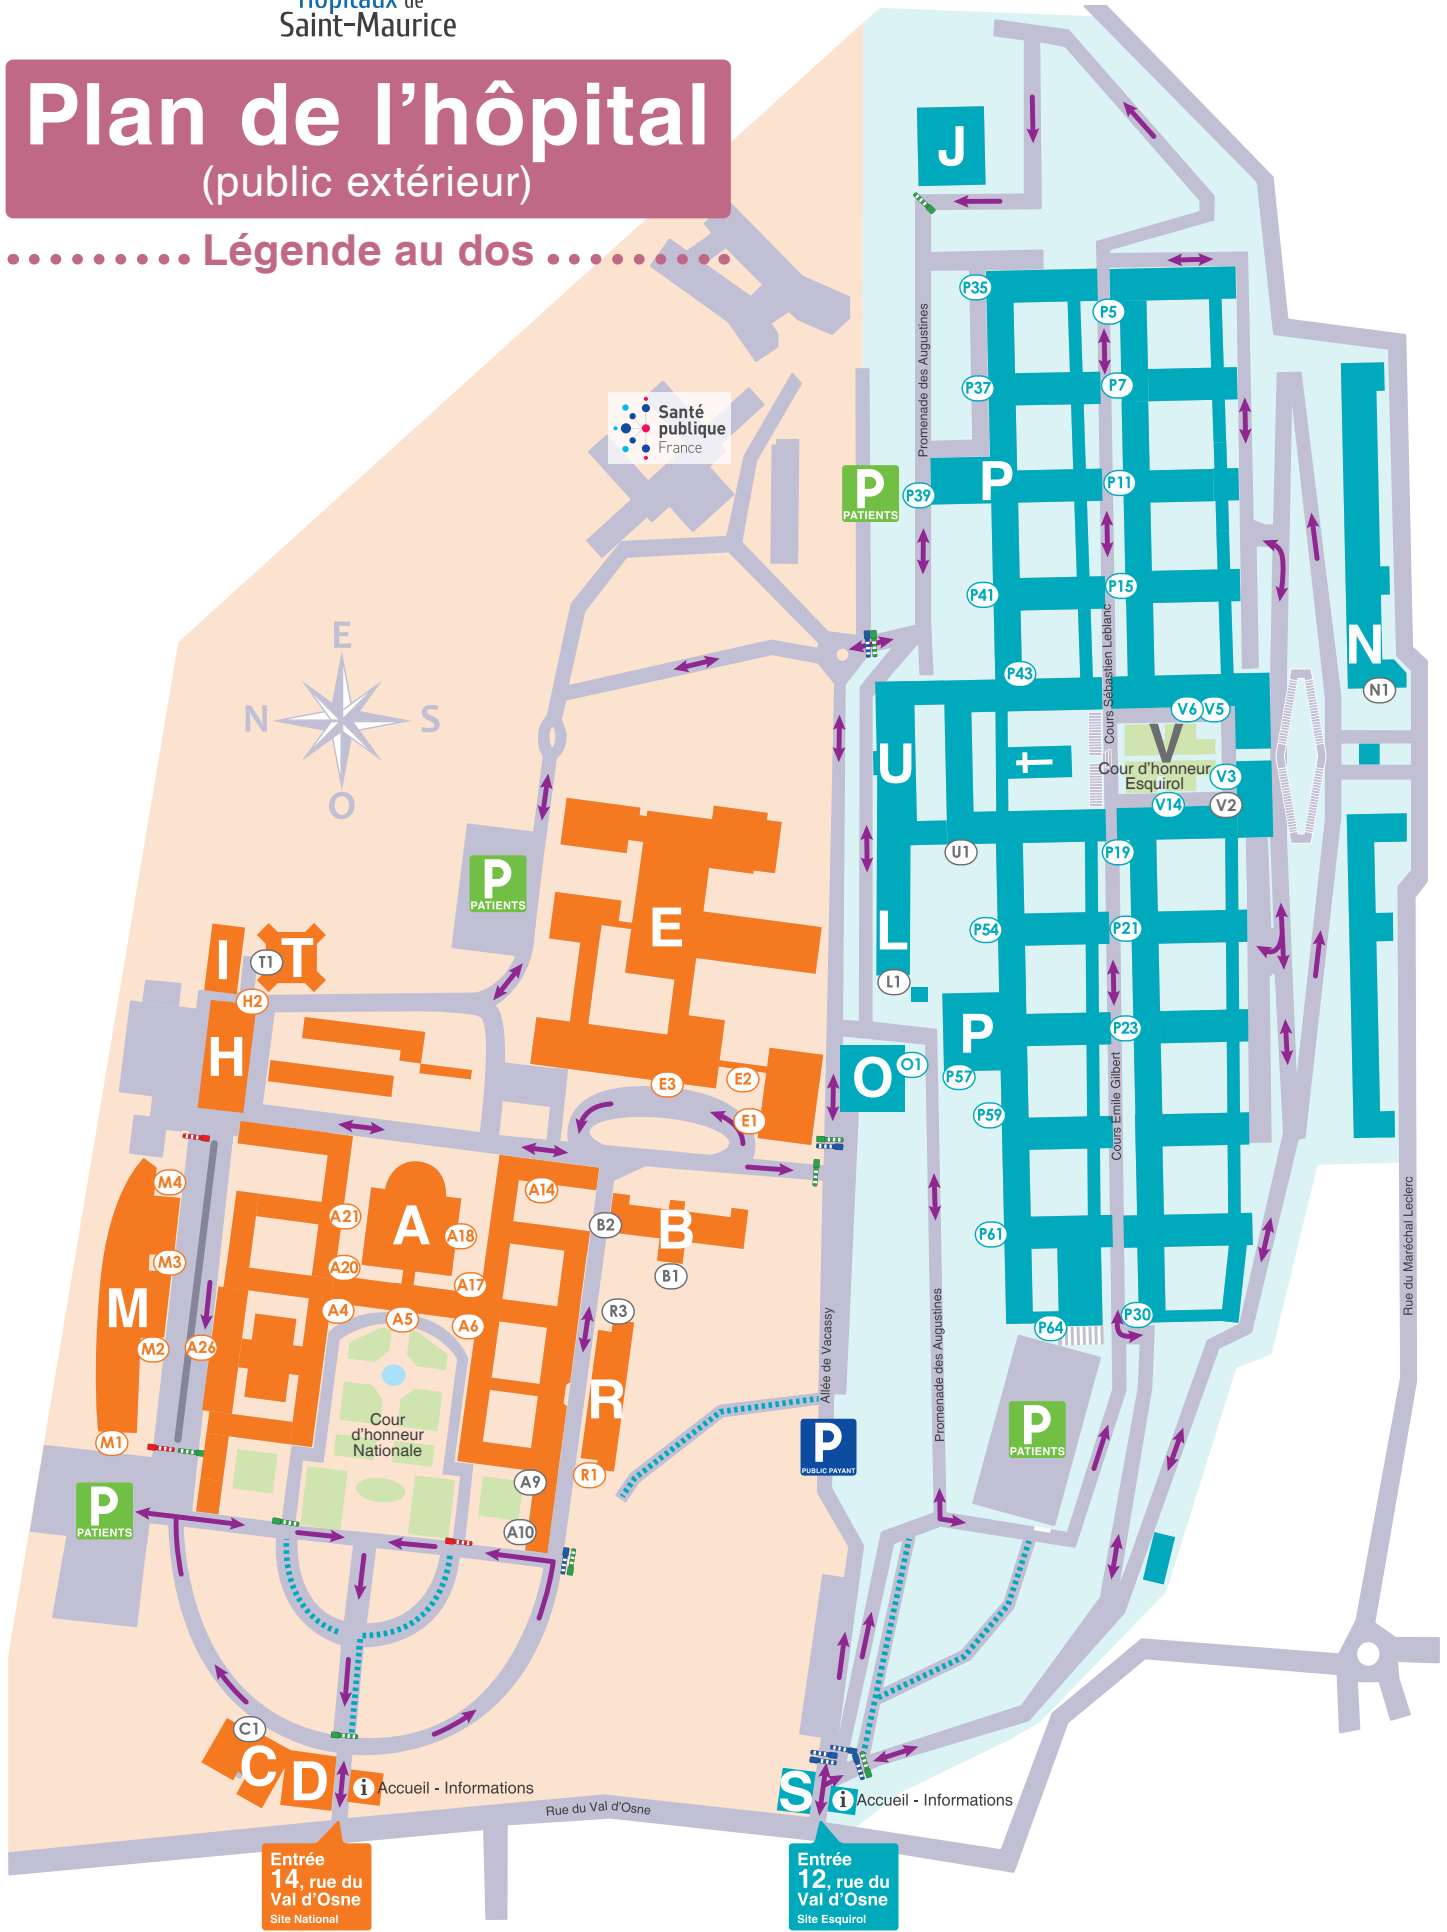 Hôpitaux de
Saint-Maurice
Plan de l'hôpital
(public extérieur)
Légende au dos
J
P35
P5
Promenade des Augustines
P37
P7
Santé
publique
France
P
PATIENTS
P39
P
P11
P41
P15
Cours Sébastien Leblanc
N
N1
E
N
S
O
P43
V6
V5
U
V
Cour d'honneur
Esquirol
V3
V14
V2
U1
P19
P
PATIENTS
E
L
P54
P21
L1
I
T1
T
H2
H
P
P23
O
O1
P57
E3
E2
E1
P59
Cours Emile Gilbert
M4
A21
A
A18
A14
B2
B
B1
P61
Rue du Maréchal Leclerc
M3
A20
A17
M
A4
A5
A6
R3
P64
P30
M2
A26
Allée de Vacassy
Promenade des Augustines
R
Cour
d'honneur
Nationale
M1
A9
R1
P
PUBLIC PAYANT
P
PATIENTS
P
PATIENTS
A10
C1
C
D
i
Accueil - Informations
S
i
Accueil - Informations
Rue du Val d'Osne
Entrée
14, rue du
Val d'Osne
Site National
Entrée
12, rue du
Val d'Osne
Site Esquirol